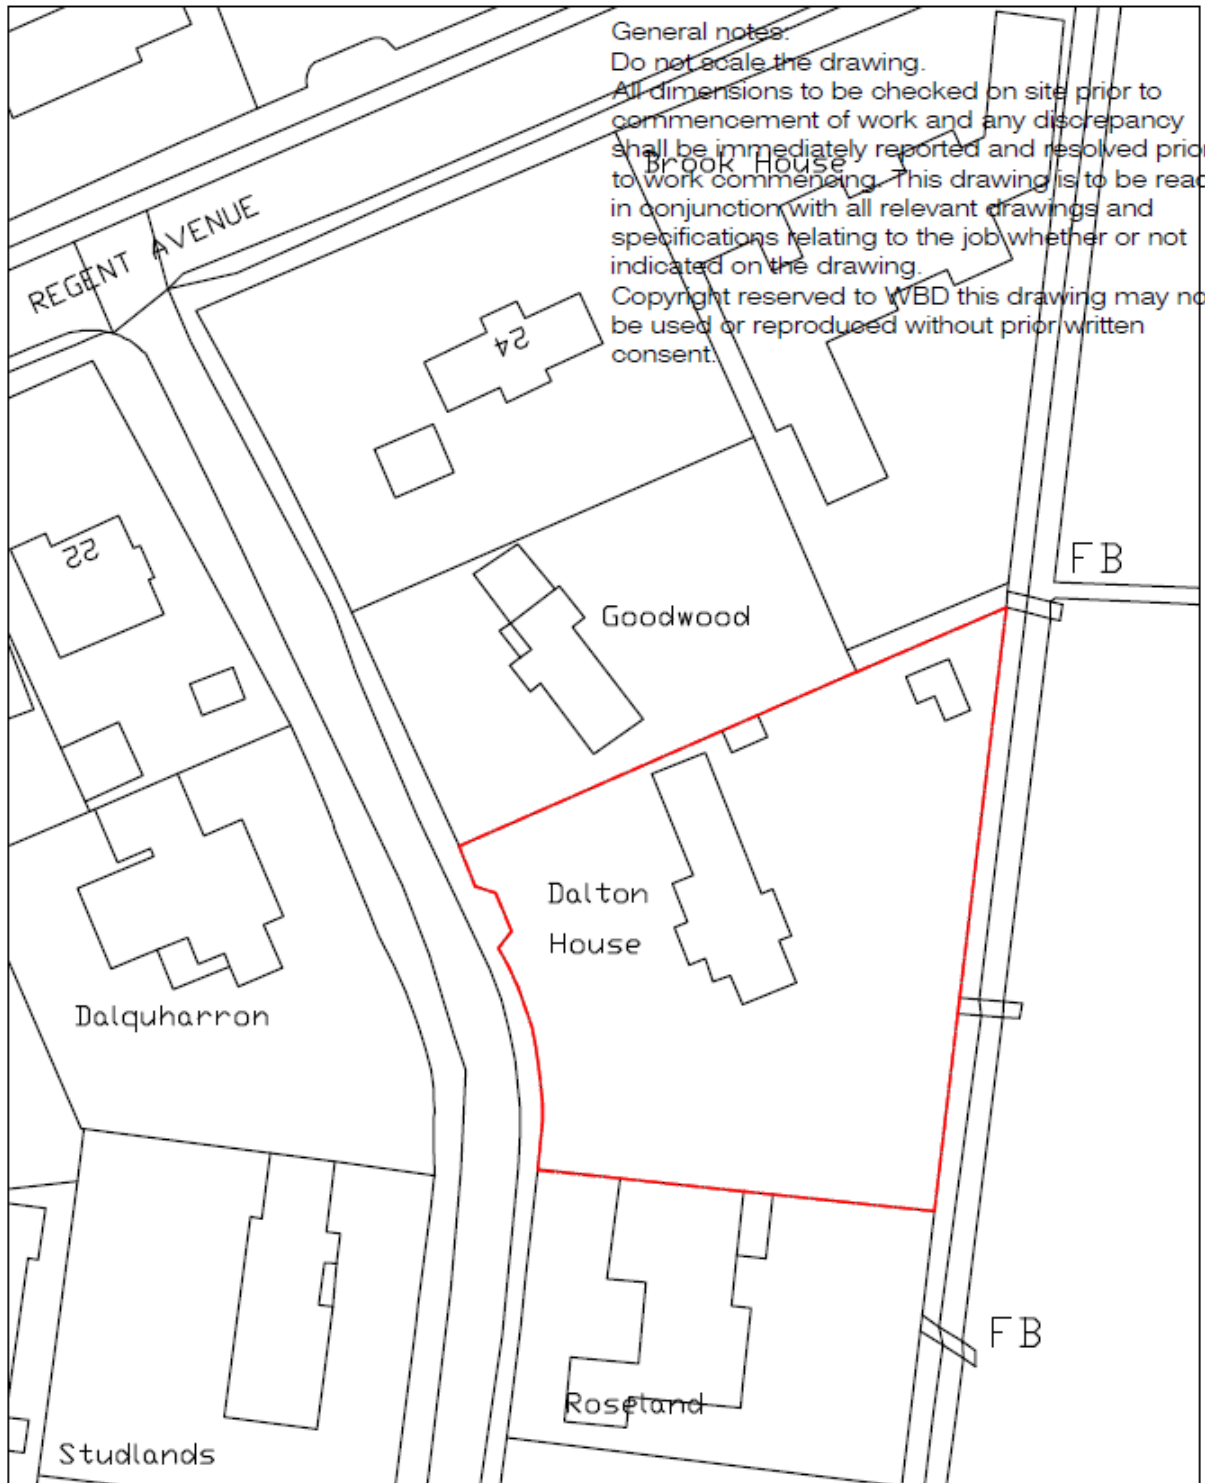 General notes:
Do not scale the drawing.
All dimensions to be checked on site prior to
commencement of work and any discrepancy
shall be immediately reported and resolved prior
to work commencing. This drawing is to be read
in conjunction with all relevant drawings and
specifications relating to the job whether or not
indicated on the drawing.
Copyright reserved to WBD this drawing may no
be used or reproduced without prior written
consent.
Brook House
REGENT AVENUE
24
22
FB
Goodwood
Dalton
House
Dalquharron
FB
Roseland
Studlands